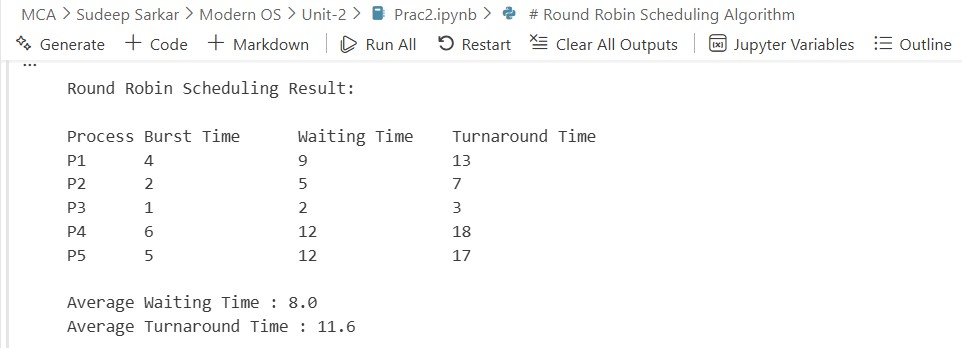 MCA > Sudeep Sarkar > Modern OS > Unit-2 > Prac2.ipynb > # Round Robin Scheduling Algorithm
Generate + Code + Markdown | Run All Restart Clear All Outputs | Jupyter Variables Outline
...
Round Robin Scheduling Result:
Process Burst Time Waiting Time Turnaround Time
P1 4 9 13
P2 2 5 7
P3 1 2 3
P4 6 12 18
P5 5 12 17
Average Waiting Time : 8.0
Average Turnaround Time : 11.6